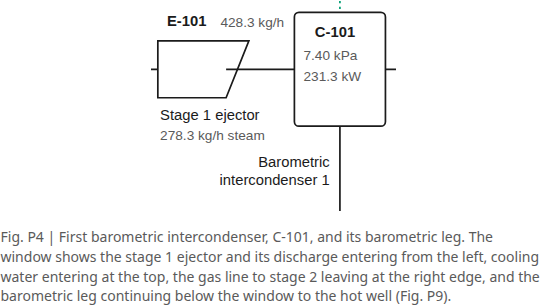 E-101 428.3 kg/h
C-101
7.40 kPa
231.3 kW
Stage 1 ejector
278.3 kg/h steam
Barometric
intercondenser 1
Fig. P4 | First barometric intercondenser, C-101, and its barometric leg. The
window shows the stage 1 ejector and its discharge entering from the left, cooling
water entering at the top, the gas line to stage 2 leaving at the right edge, and the
barometric leg continuing below the window to the hot well (Fig. P9).